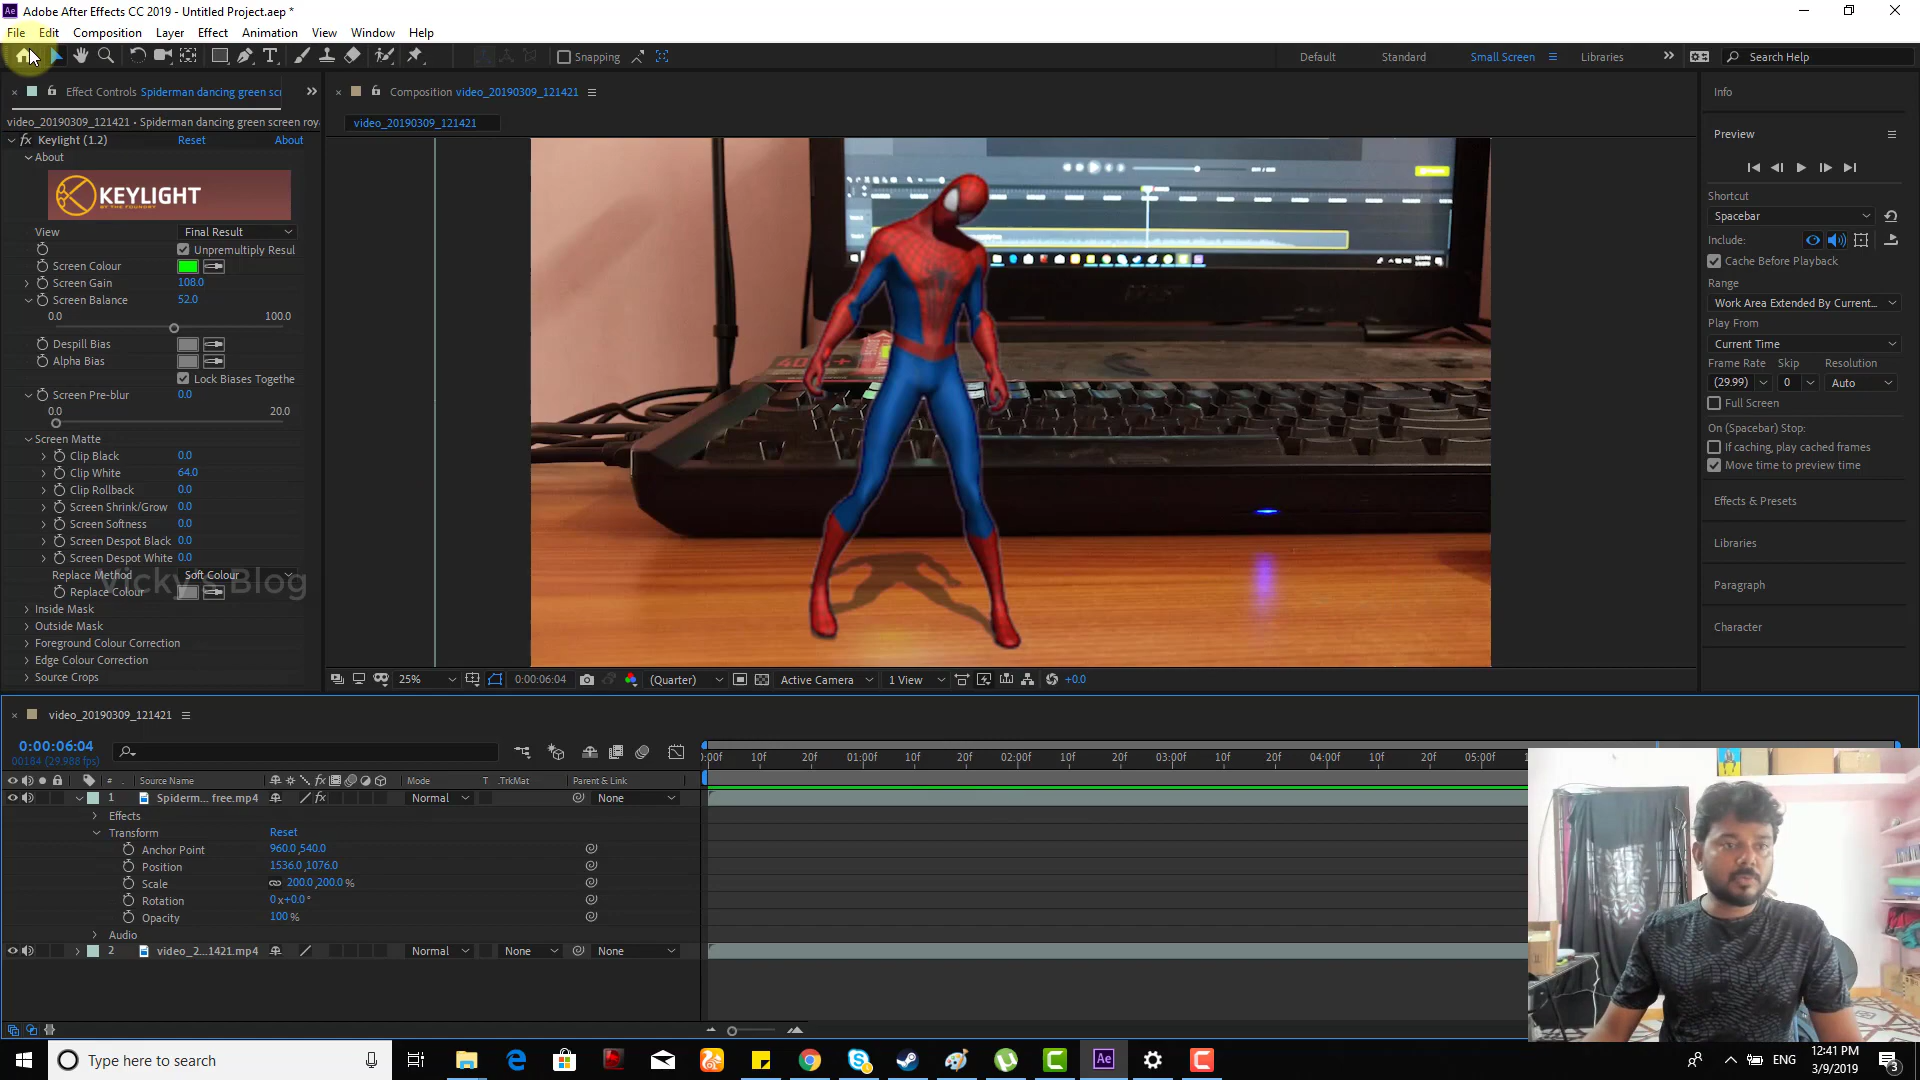 Adobe After Effects CC 2019 - Untitled Project.aep *
File Edit Composition Layer Effect Animation View Window Help
Snapping Default Standard Small Screen Libraries Search Help
Effect Controls Spiderman dancing green scr
video_20190309_121421 • Spiderman dancing green screen roy
Keylight (1.2) Reset About
About
KEYLIGHT
BY THE FOUNDRY
View Final Result
Unpremultiply Resul
Screen Colour
Screen Gain 108.0
Screen Balance 52.0
0.0 100.0
Despill Bias
Alpha Bias
Lock Biases Togethe
Screen Pre-blur 0.0
0.0 20.0
Screen Matte
Clip Black 0.0
Clip White 64.0
Clip Rollback 0.0
Screen Shrink/Grow 0.0
Screen Softness 0.0
Screen Despot Black 0.0
Screen Despot White 0.0
Replace Method Soft Colour
Vicky's Blog
Replace Colour
Inside Mask
Outside Mask
Foreground Colour Correction
Edge Colour Correction
Source Crops
Composition video_20190309_121421
video_20190309_121421
25% 0:00:06:04 (Quarter) Active Camera 1 View +0.0
Info
Preview
Shortcut
Spacebar
Include:
Cache Before Playback
Range
Work Area Extended By Current...
Play From
Current Time
Frame Rate Skip Resolution
(29.99) 0 Auto
Full Screen
On (Spacebar) Stop:
If caching, play cached frames
Move time to preview time
Effects & Presets
Libraries
Paragraph
Character
video_20190309_121421
0:00:06:04
00184 (29.988 fps)
# Source Name Mode T .TrkMat Parent & Link
:00f 10f 20f 01:00f 10f 20f 02:00f 10f 20f 03:00f 10f 20f 04:00f 10f 20f 05:00f
1 Spiderm... free.mp4 Normal None
Effects
Transform Reset
Anchor Point 960.0,540.0
Position 1536.0,1076.0
Scale 200.0,200.0%
Rotation 0x+0.0°
Opacity 100%
Audio
2 video_2...1421.mp4 Normal None None
Type here to search
ENG
12:41 PM
3/9/2019
3